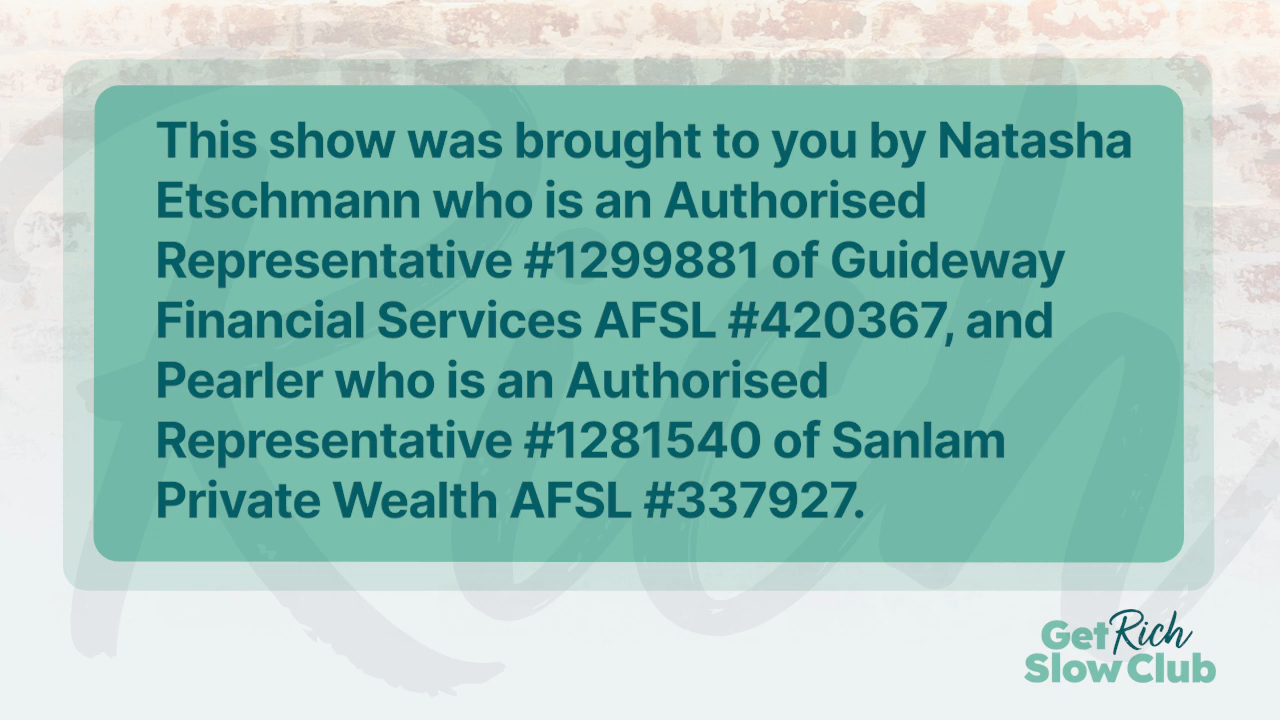 This show was brought to you by Natasha
Etschmann who is an Authorised
Representative #1299881 of Guideway
Financial Services AFSL #420367, and
Pearler who is an Authorised
Representative #1281540 of Sanlam
Private Wealth AFSL #337927.
Get Rich
Slow Club
Rich